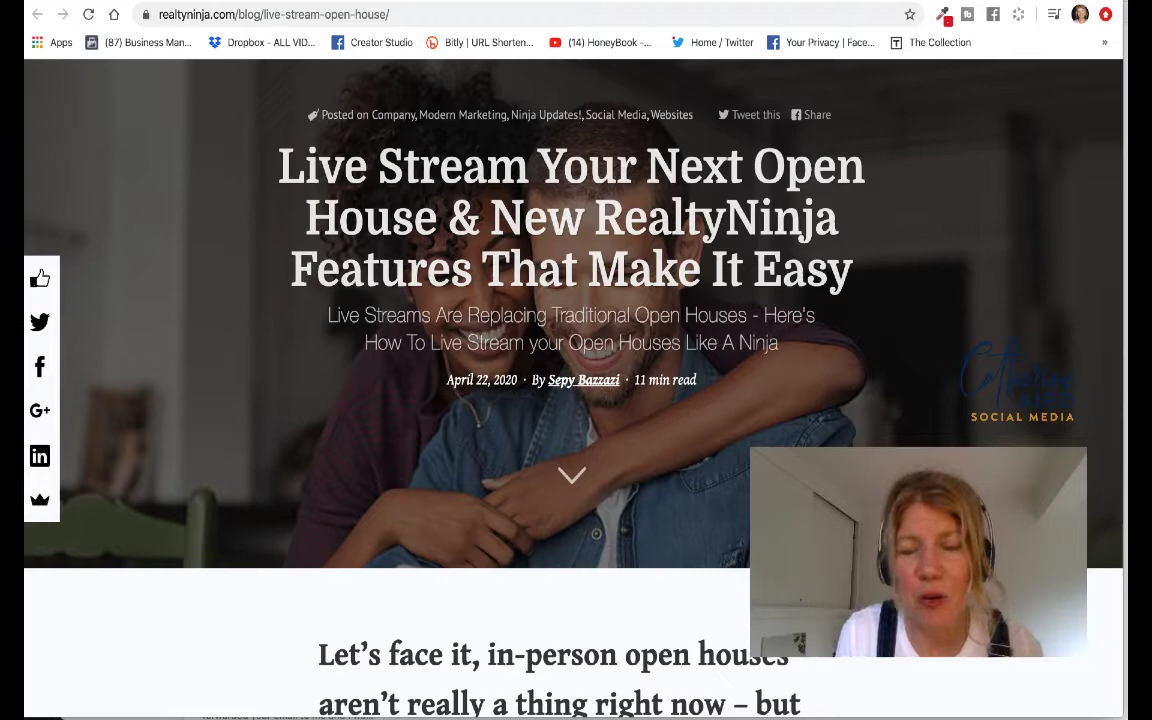 realtyninja.com/blog/live-stream-open-house/
Apps (87) Business Man... Dropbox - ALL VID... Creator Studio Bitly | URL Shorten... (14) HoneyBook -... Home / Twitter Your Privacy | Face... The Collection »
Posted on Company, Modern Marketing, Ninja Updates!, Social Media, Websites Tweet this Share
Live Stream Your Next Open
House & New RealtyNinja
Features That Make It Easy
Live Streams Are Replacing Traditional Open Houses - Here's
How To Live Stream your Open Houses Like A Ninja
April 22, 2020 · By Sepy Bazzazi · 11 min read
G+
in
SOCIAL MEDIA
Let's face it, in-person open houses
aren't really a thing right now – but